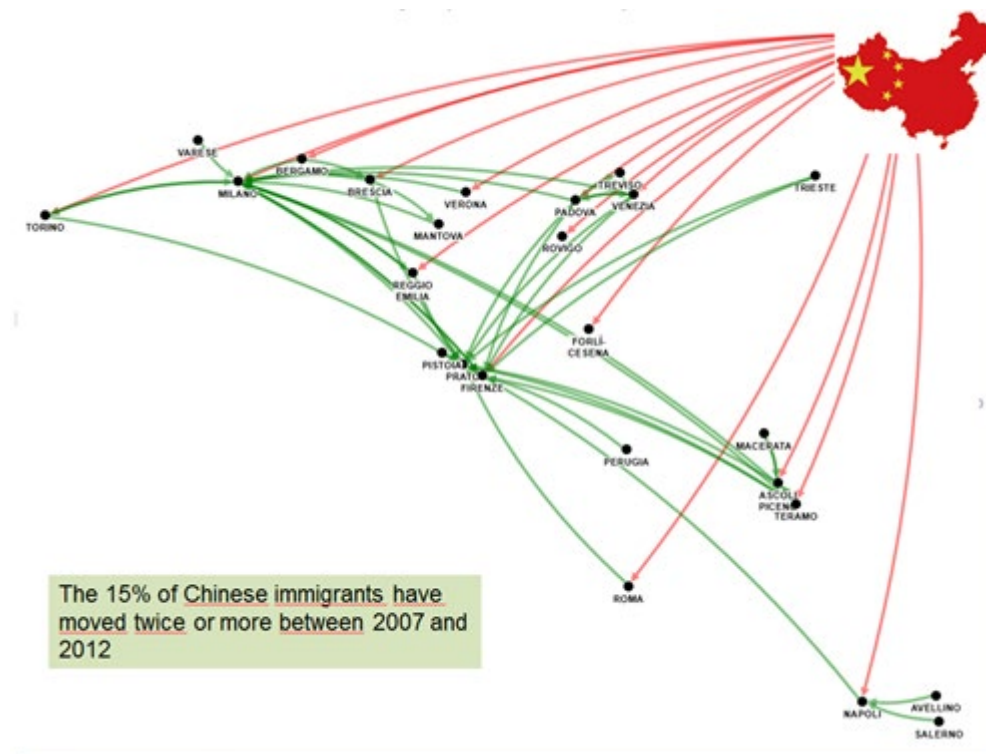 VARESE
BERGAMO
MILANO
BRESCIA
TREVISO
TRIESTE
VERONA
PADOVA
VENEZIA
TORINO
MANTOVA
ROVIGO
REGGIO
EMILIA
FORLÌ-
CESENA
PISTOIA
PRATO
FIRENZE
MACERATA
PERUGIA
ASCOLI
PICENO
TERAMO
ROMA
The 15% of Chinese immigrants have
moved twice or more between 2007 and
2012
NAPOLI
AVELLINO
SALERNO